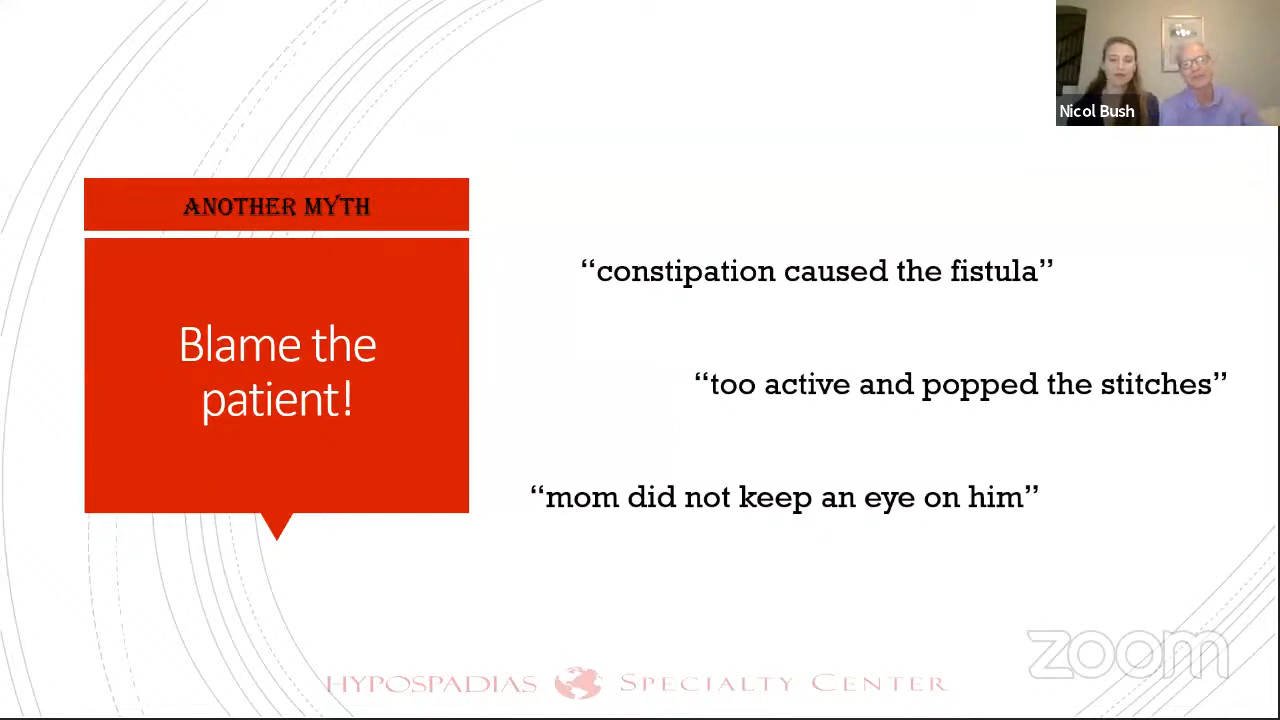 Nicol Bush
ANOTHER MYTH
Blame the
patient!
“constipation caused the fistula”
“too active and popped the stitches”
“mom did not keep an eye on him”
zoom
HYPOSPADIAS SPECIALTY CENTER